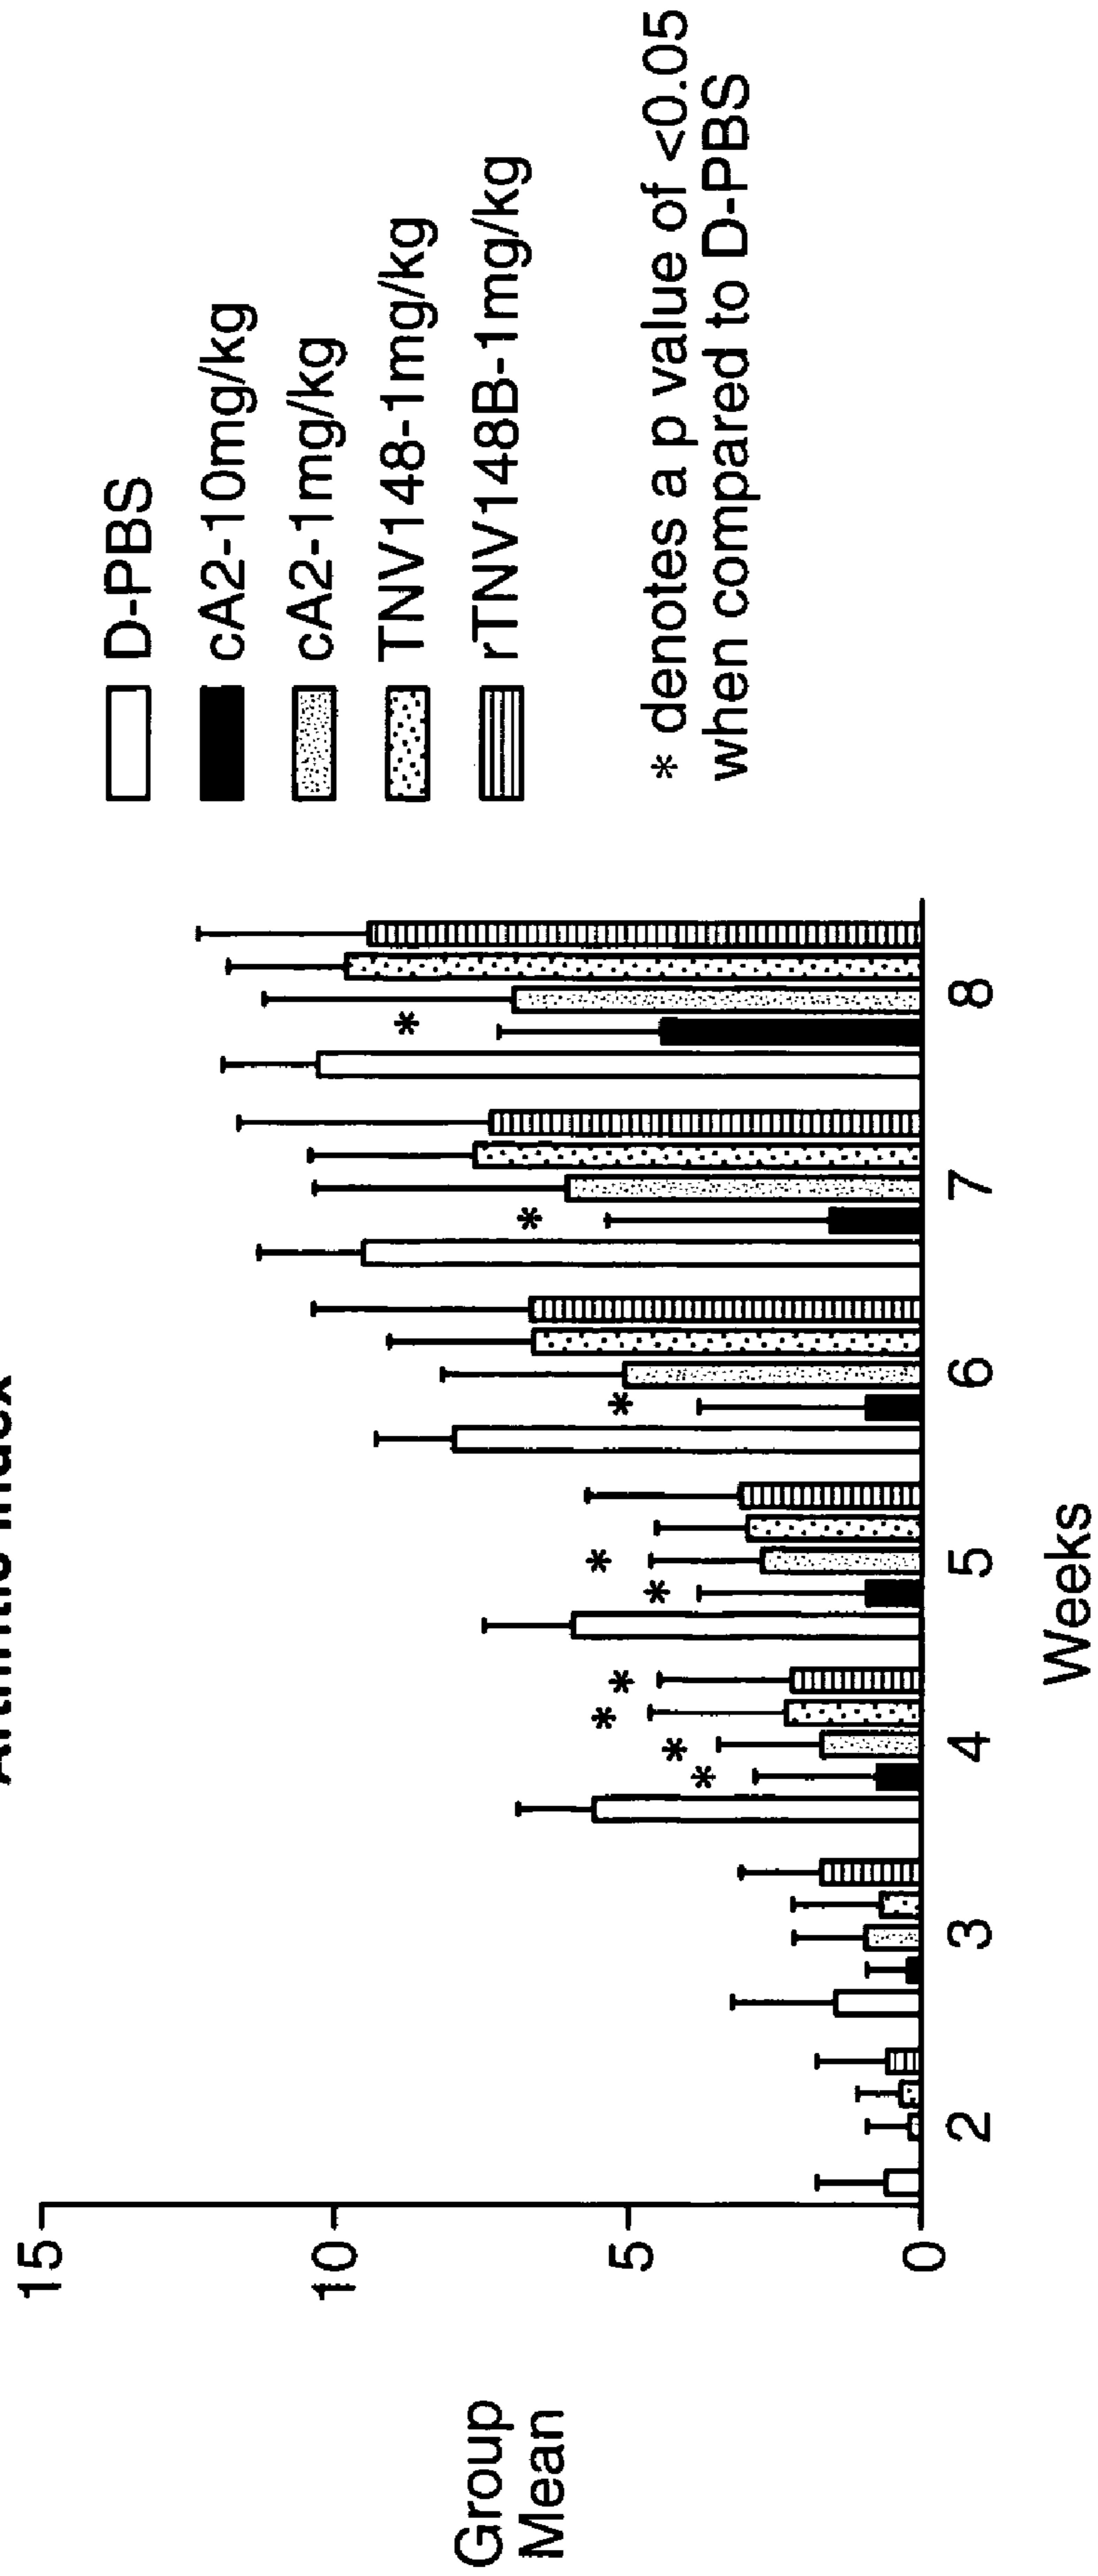 Arthritic Index
15
10
5
0
Group
Mean
2 3 4 5 6 7 8
Weeks
* * * *
* *
*
*
*
D-PBS
cA2-10mg/kg
cA2-1mg/kg
TNV148-1mg/kg
rTNV148B-1mg/kg
* denotes a p value of <0.05
when compared to D-PBS